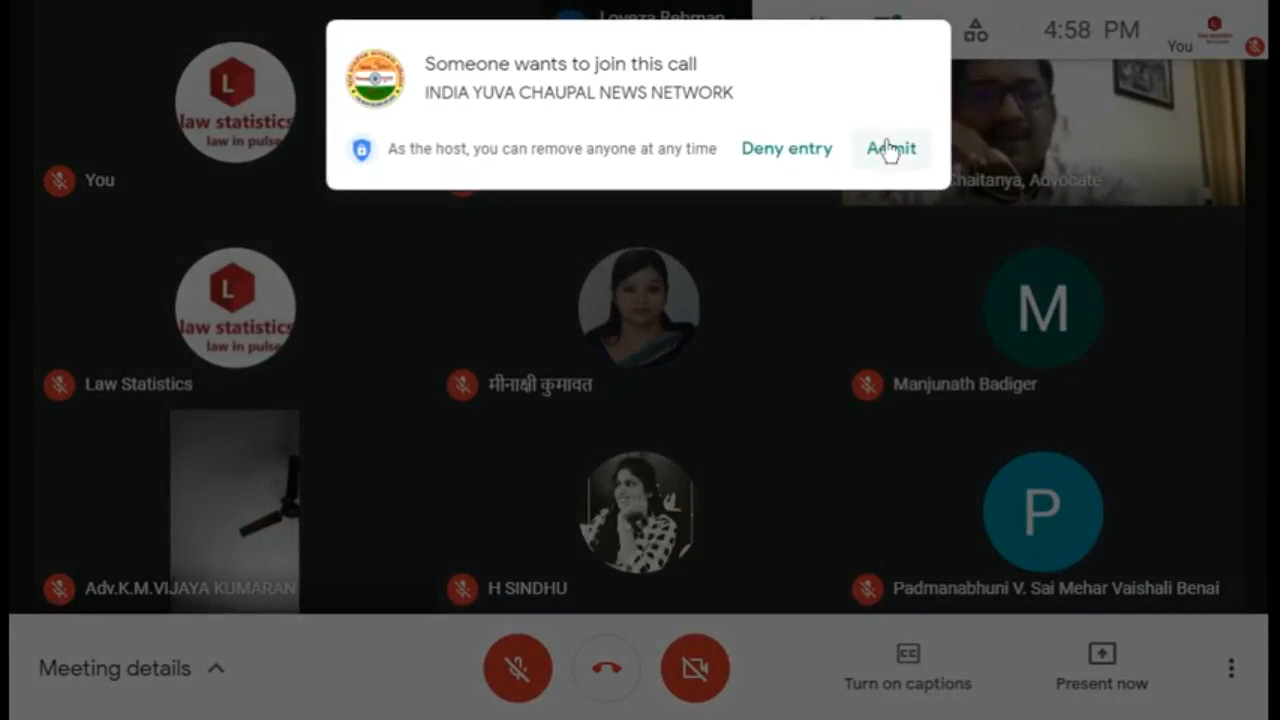 Loveza Rehman
4:58 PM
You
Someone wants to join this call
INDIA YUVA CHAUPAL NEWS NETWORK
As the host, you can remove anyone at any time
Deny entry
Admit
L
law statistics
law in pulse
You
Chaitanya, Advocate
L
law statistics
law in pulse
M
Law Statistics
मीनाक्षी कुमावत
Manjunath Badiger
P
Adv.K.M.VIJAYA KUMARAN
H SINDHU
Padmanabhuni V. Sai Mehar Vaishali Benai
Meeting details
CC
Turn on captions
Present now